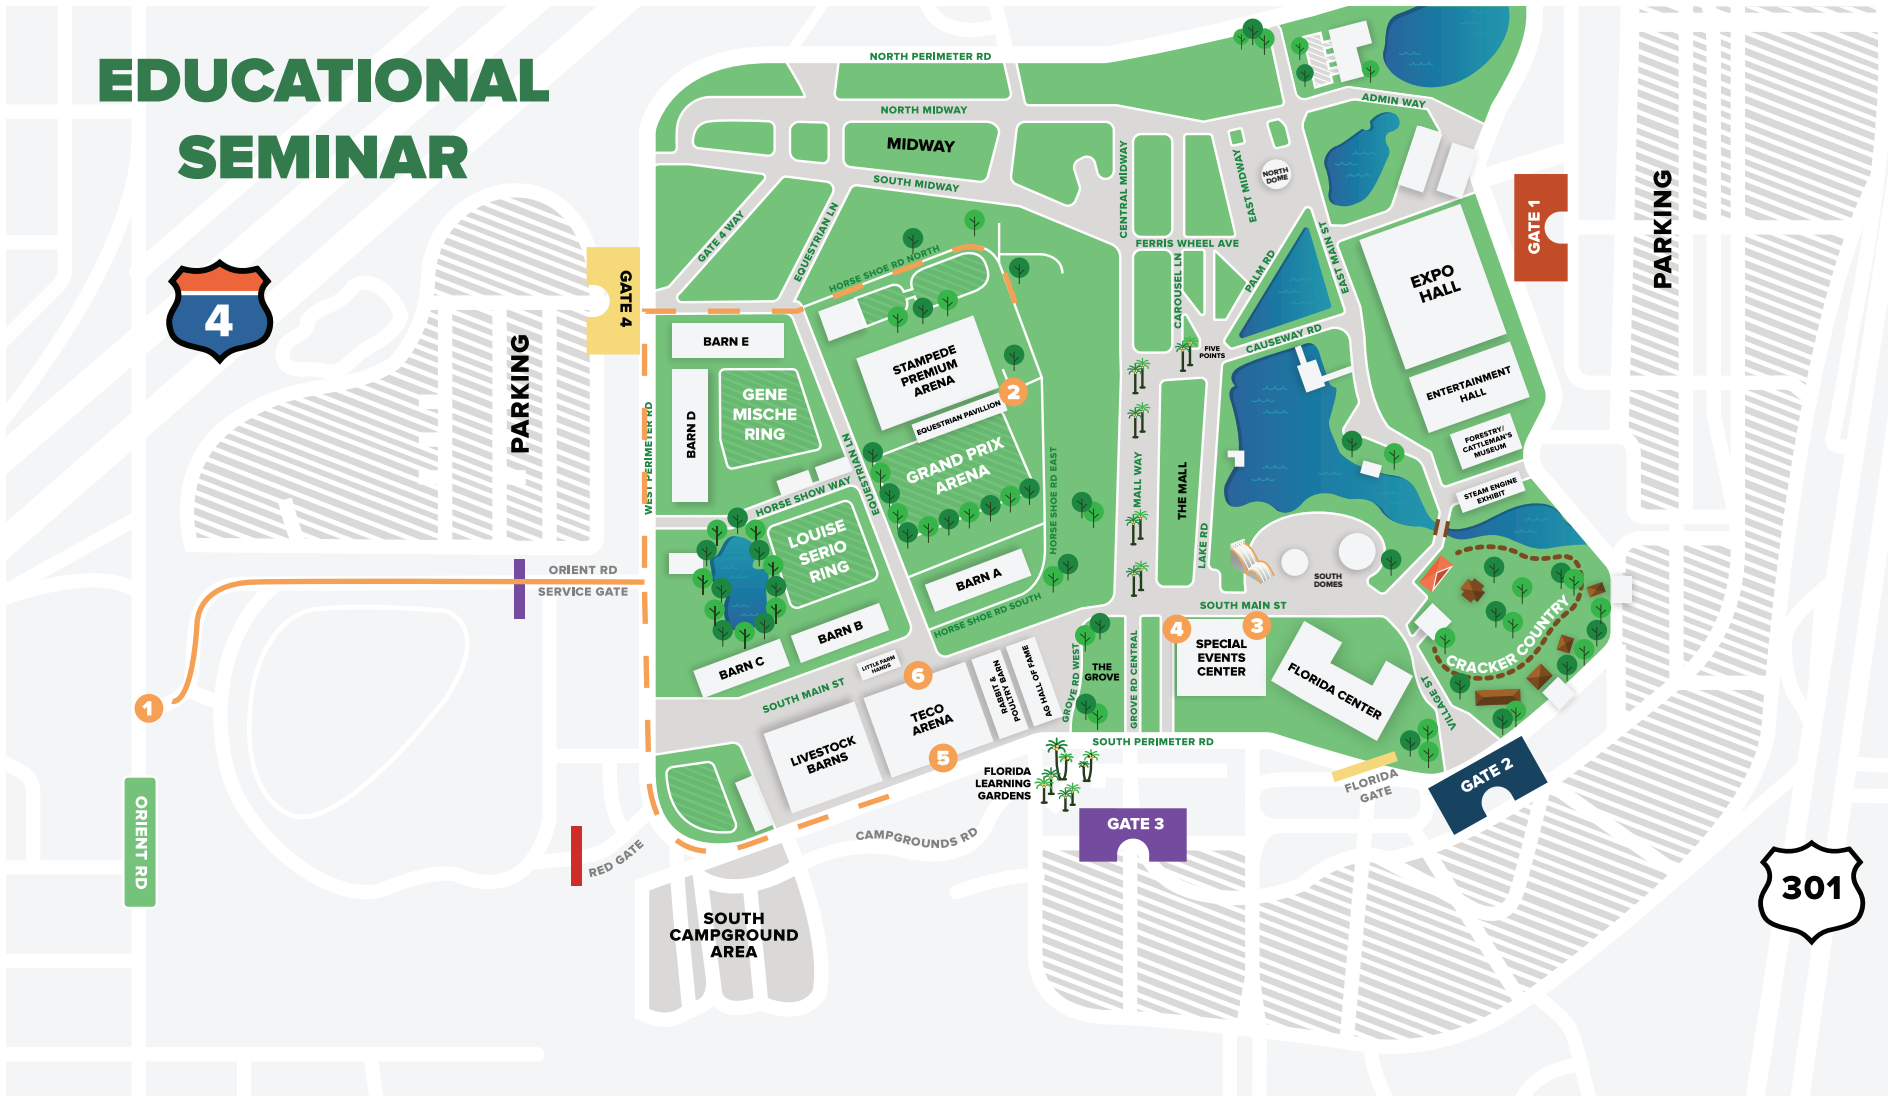 EDUCATIONAL
SEMINAR
4
PARKING
GATE 4
NORTH PERIMETER RD
NORTH MIDWAY
MIDWAY
SOUTH MIDWAY
GATE 4 WAY
EQUESTRIAN LN
HORSE SHOE RD NORTH
CENTRAL MIDWAY
EAST MIDWAY
NORTH
DOME
ADMIN WAY
FERRIS WHEEL AVE
CAROUSEL LN
PALM RD
EAST MAIN ST
CAUSEWAY RD
FIVE
POINTS
GATE 1
PARKING
EXPO
HALL
ENTERTAINMENT
HALL
FORESTRY/
CATTLEMAN'S
MUSEUM
STEAM ENGINE
EXHIBIT
BARN E
BARN D
GENE
MISCHE
RING
WEST PERIMETER RD
STAMPEDE
PREMIUM
ARENA
2
EQUESTRIAN PAVILLION
GRAND PRIX
ARENA
EQUESTRIAN LN
HORSE SHOW WAY
LOUISE
SERIO
RING
HORSE SHOE RD EAST
MALL WAY
THE MALL
LAKE RD
BARN A
HORSE SHOE RD SOUTH
BARN B
BARN C
LITTLE FARM
HANDS
SOUTH
DOMES
SOUTH MAIN ST
ORIENT RD
SERVICE GATE
1
ORIENT RD
SOUTH MAIN ST
6
TECO
ARENA
5
LIVESTOCK
BARNS
RABBIT &
POULTRY BARN
AG HALL OF FAME
GROVE RD WEST
THE
GROVE
GROVE RD CENTRAL
4
3
SPECIAL
EVENTS
CENTER
FLORIDA CENTER
VILLAGE ST
CRACKER COUNTRY
SOUTH PERIMETER RD
FLORIDA
LEARNING
GARDENS
FLORIDA
GATE
GATE 2
GATE 3
CAMPGROUNDS RD
RED GATE
SOUTH
CAMPGROUND
AREA
301